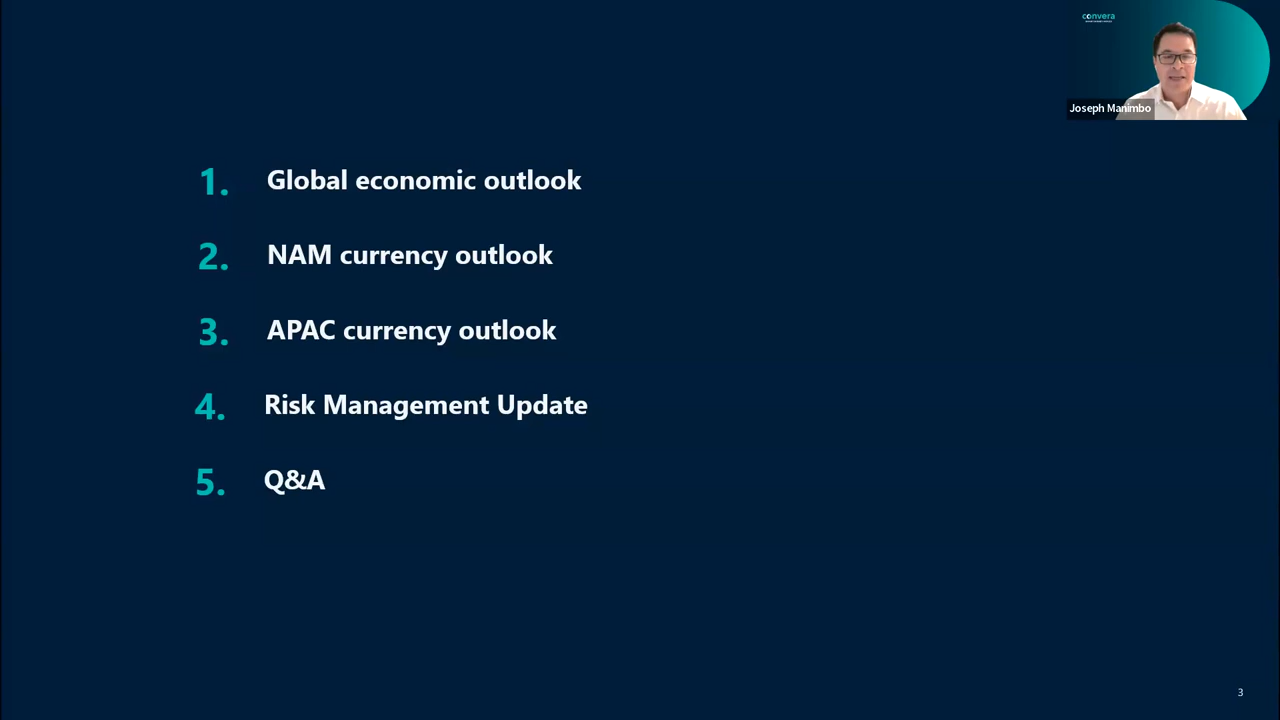 convera
Joseph Manimbo
1. Global economic outlook
2. NAM currency outlook
3. APAC currency outlook
4. Risk Management Update
5. Q&A
3